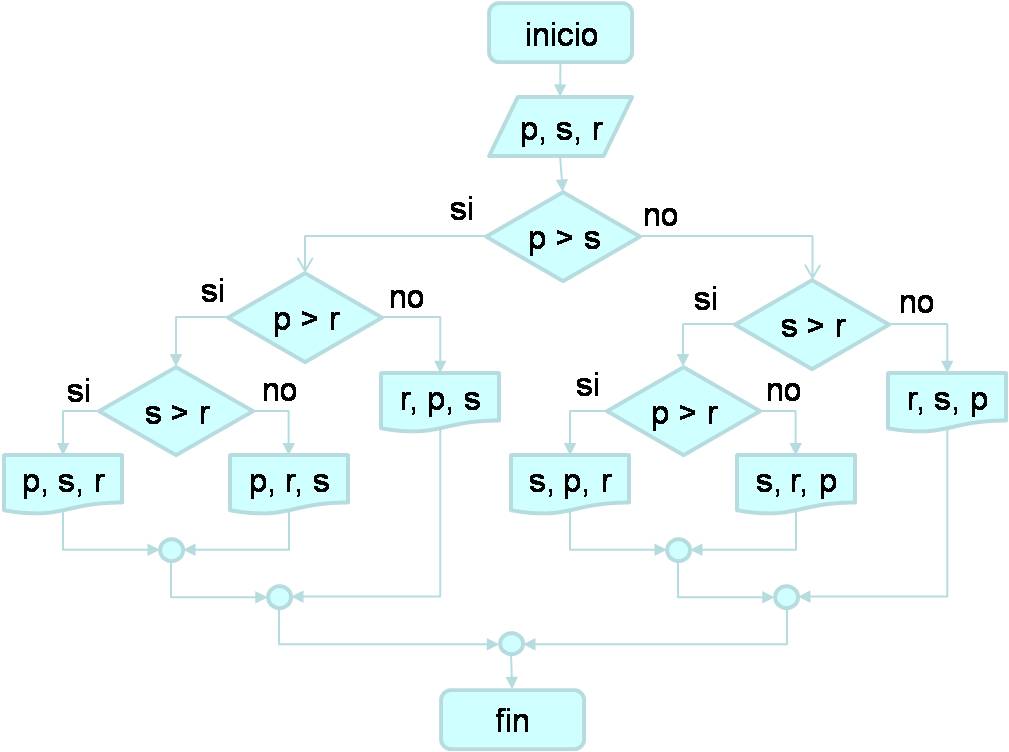 inicio
p, s, r
si
p > s
no
si
p > r
no
si
s > r
no
si
s > r
no
r, p, s
si
p > r
no
r, s, p
p, s, r
p, r, s
s, p, r
s, r, p
fin